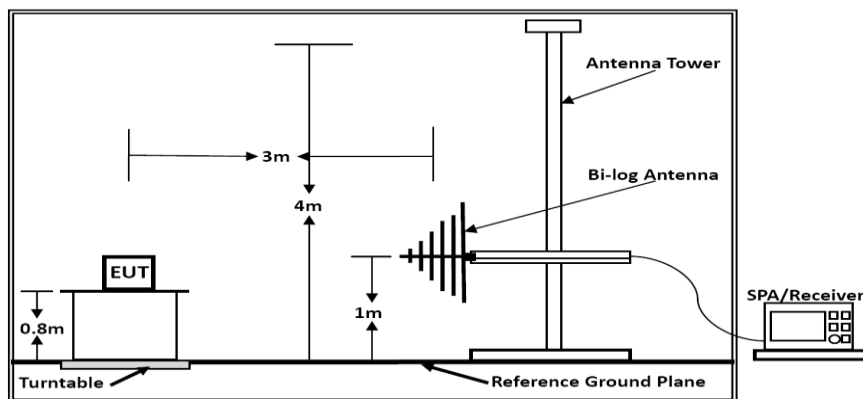 Antenna Tower
3m
Bi-log Antenna
4m
EUT
SPA/Receiver
0.8m
1m
Turntable
Reference Ground Plane